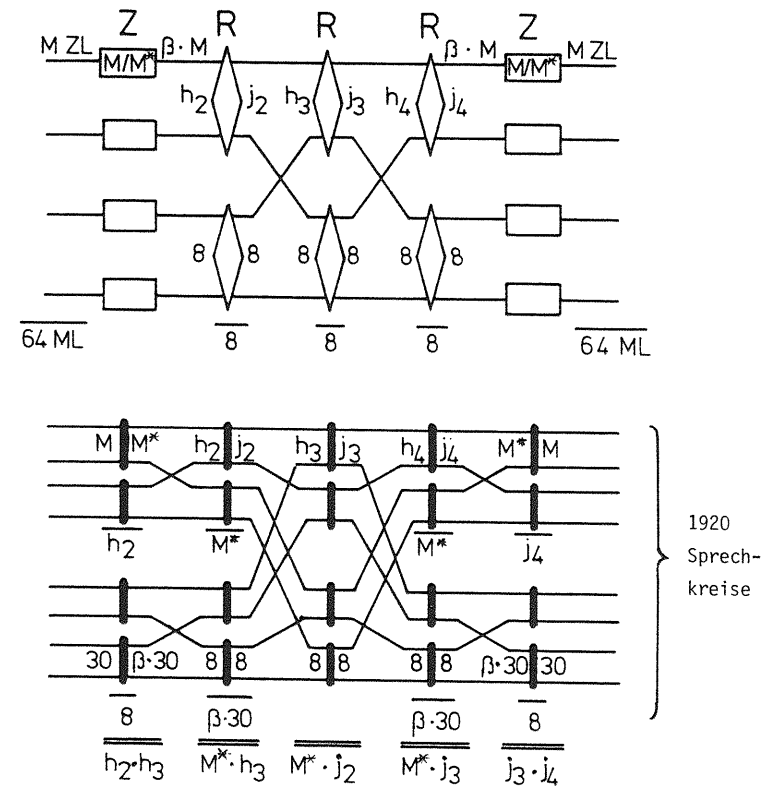 Z R R R Z
M ZL M/M* β·M β·M M/M* M ZL
h2 j2 h3 j3 h4 j4
8 8 8 8 8 8
64 ML 8 8 8 64 ML
M M* h2 j2 h3 j3 h4 j4 M* M
h2 M* M* j4
1920
Sprech-
kreise
30 β·30 8 8 8 8 8 8 β·30 30
8 β·30 β·30 8
h2·h3 M*·h3 M*·j2 M*·j3 j3·j4